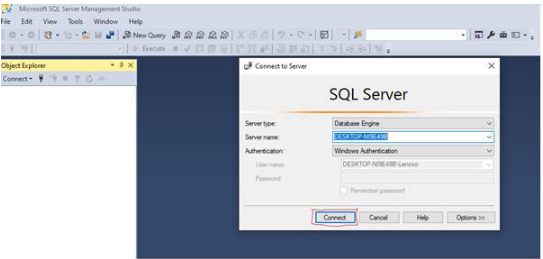 Microsoft SQL Server Management Studio
File Edit View Tools Window Help
New Query
Execute
Object Explorer
Connect
Connect to Server
SQL Server
Server type: Database Engine
Server name: DESKTOP-NI9E49B
Authentication: Windows Authentication
User name: DESKTOP-NI9E49B\Lenovo
Password:
Remember password
Connect Cancel Help Options >>